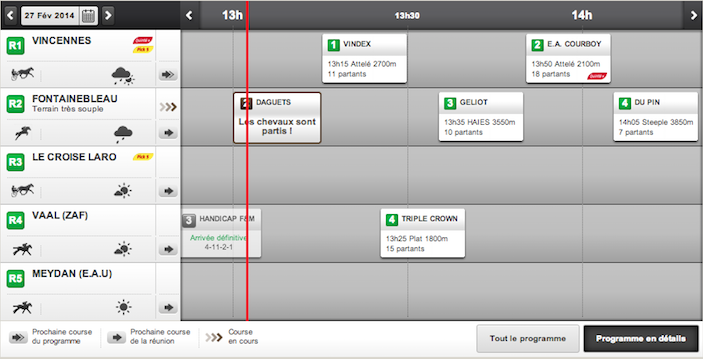 27 Fév 2014
13h
13h30
14h
R1
VINCENNES
Quinté+
Pick 5
1 VINDEX
13h15 Attelé 2700m
11 partants
2 E.A. COURBOY
13h50 Attelé 2100m
18 partants
Quinté+
R2
FONTAINEBLEAU
Terrain très souple
2 DAGUETS
Les chevaux sont
partis !
3 GELIOT
13h35 HAIES 3550m
10 partants
4 DU PIN
14h05 Steeple 3850m
7 partants
R3
LE CROISE LARO
Pick 5
R4
VAAL (ZAF)
3 HANDICAP F&M
Arrivée définitive
4-11-2-1
4 TRIPLE CROWN
13h25 Plat 1800m
15 partants
R5
MEYDAN (E.A.U)
Prochaine course
du programme
Prochaine course
de la réunion
Course
en cours
Tout le programme
Programme en détails